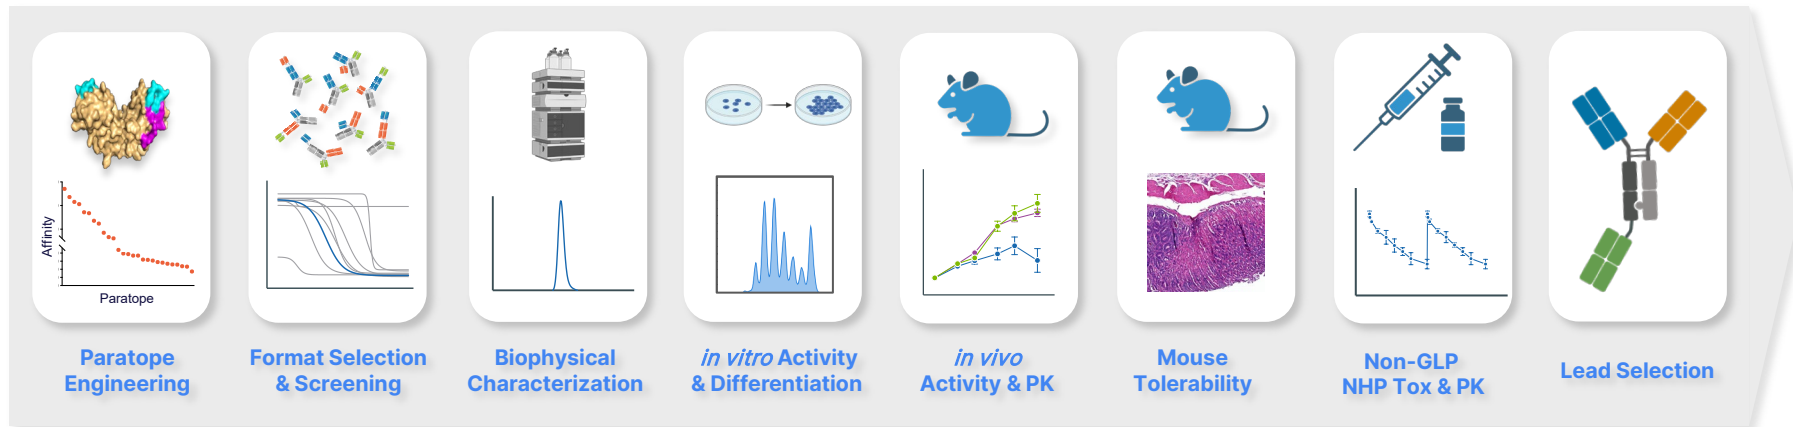 Affinity
Paratope
Paratope
Engineering
Format Selection
& Screening
Biophysical
Characterization
in vitro Activity
& Differentiation
in vivo
Activity & PK
Mouse
Tolerability
Non-GLP
NHP Tox & PK
Lead Selection